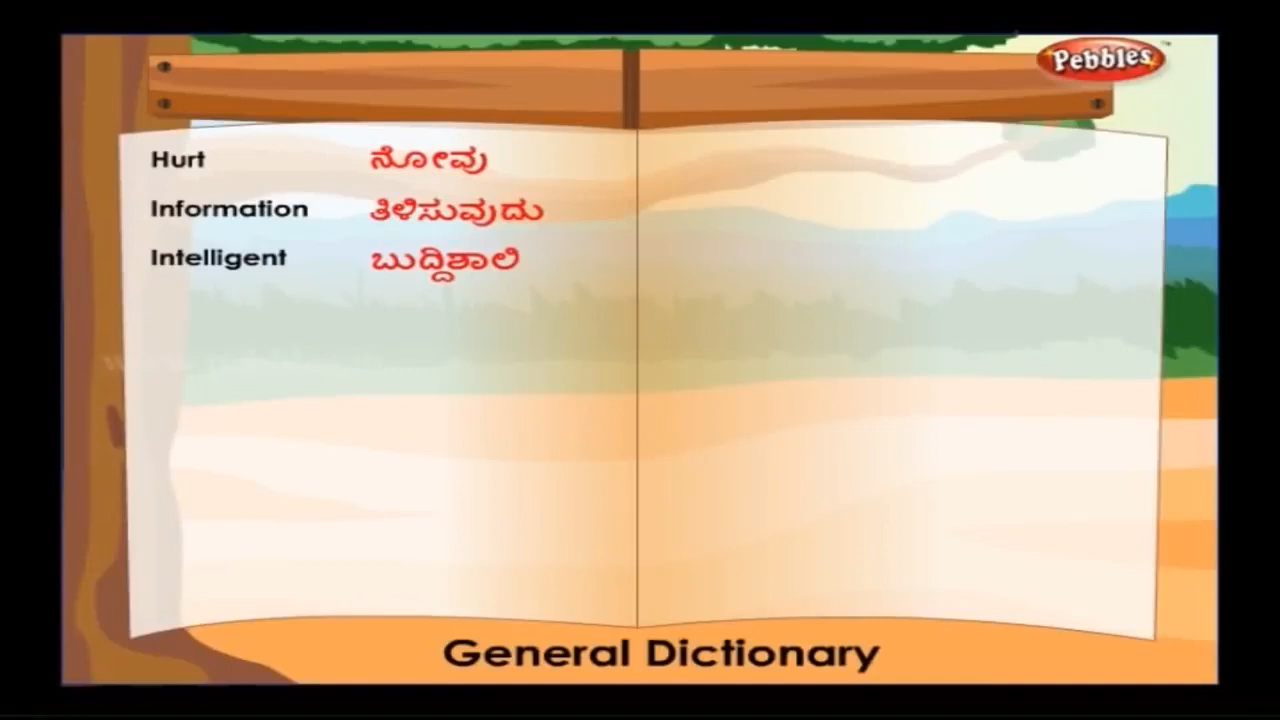 Pebbles
Hurt ನೋವು
Information ತಿಳಿಸುವುದು
Intelligent ಬುದ್ದಿಶಾಲಿ
General Dictionary